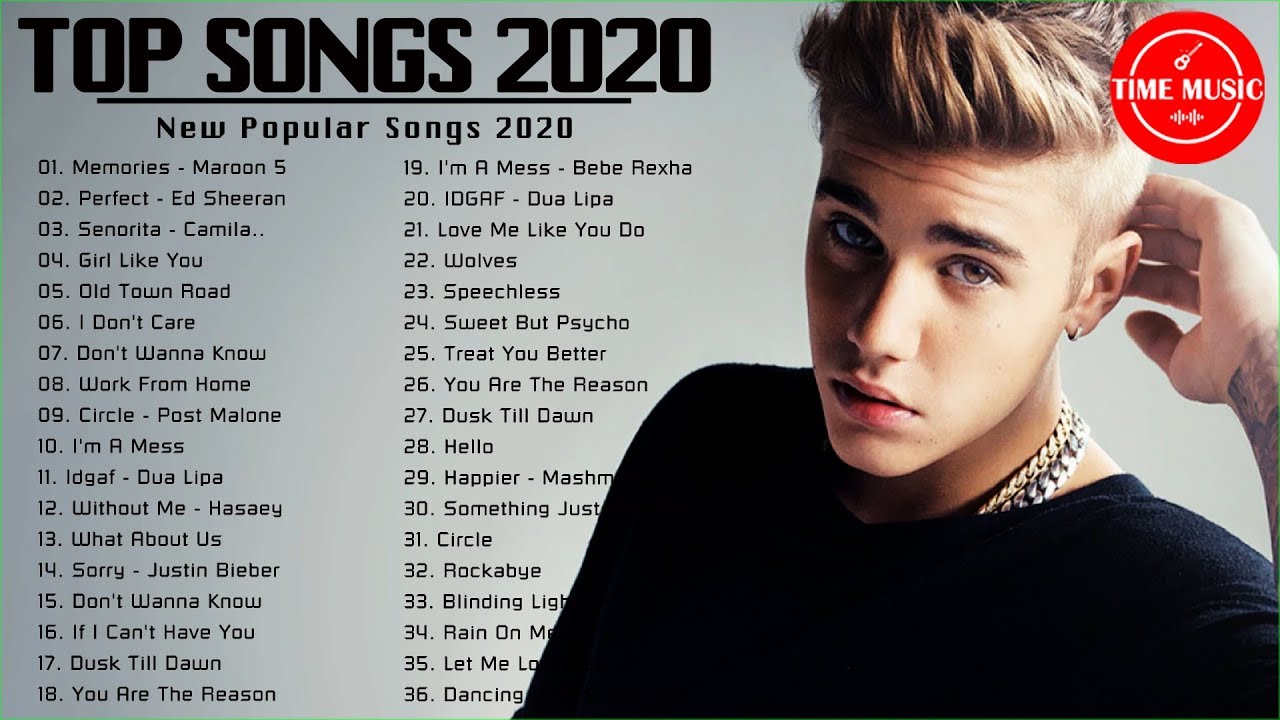 TOP SONGS 2020
New Popular Songs 2020
01. Memories - Maroon 5
02. Perfect - Ed Sheeran
03. Senorita - Camila..
04. Girl Like You
05. Old Town Road
06. I Don't Care
07. Don't Wanna Know
08. Work From Home
09. Circle - Post Malone
10. I'm A Mess
11. Idgaf - Dua Lipa
12. Without Me - Hasaey
13. What About Us
14. Sorry - Justin Bieber
15. Don't Wanna Know
16. If I Can't Have You
17. Dusk Till Dawn
18. You Are The Reason
19. I'm A Mess - Bebe Rexha
20. IDGAF - Dua Lipa
21. Love Me Like You Do
22. Wolves
23. Speechless
24. Sweet But Psycho
25. Treat You Better
26. You Are The Reason
27. Dusk Till Dawn
28. Hello
29. Happier - Mashm
30. Something Just
31. Circle
32. Rockabye
33. Blinding Ligh
34. Rain On Me
35. Let Me Lo
36. Dancing
TIME MUSIC